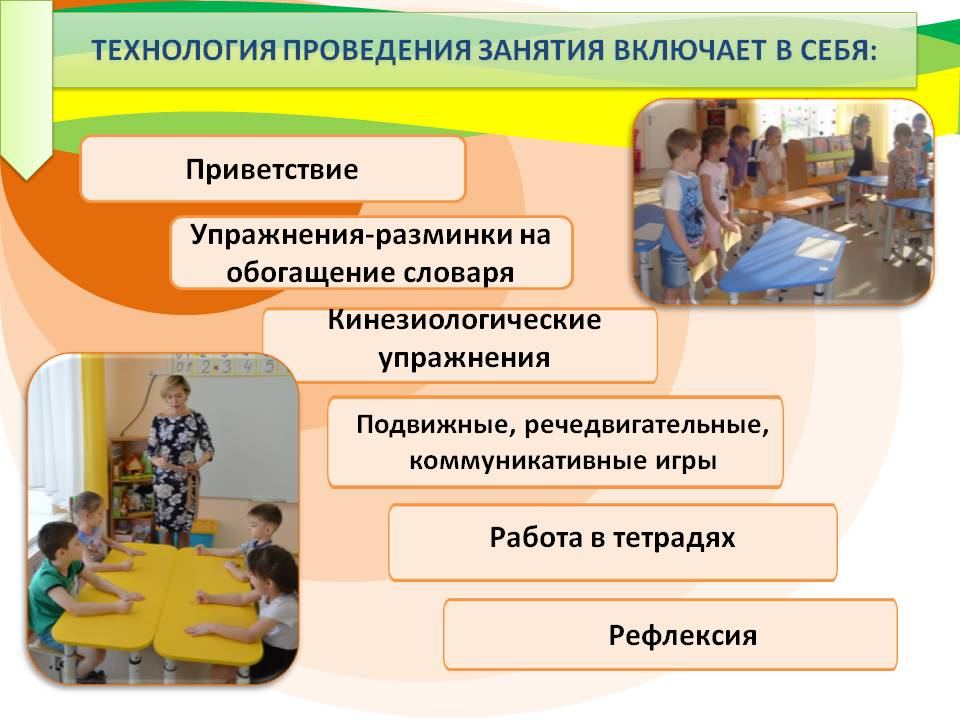 ТЕХНОЛОГИЯ ПРОВЕДЕНИЯ ЗАНЯТИЯ ВКЛЮЧАЕТ В СЕБЯ:
Приветствие
Упражнения-разминки на
обогащение словаря
Кинезиологические
упражнения
Подвижные, речедвигательные,
коммуникативные игры
Работа в тетрадях
Рефлексия